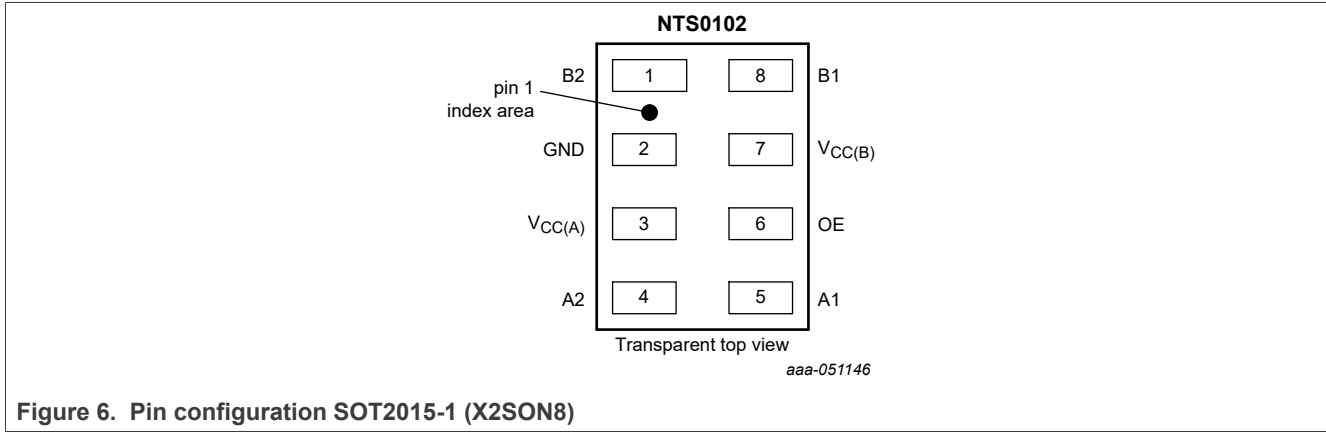 NTS0102
B2 1 8 B1
pin 1
index area
GND 2 7 VCC(B)
VCC(A) 3 6 OE
A2 4 5 A1
Transparent top view
aaa-051146
Figure 6. Pin configuration SOT2015-1 (X2SON8)